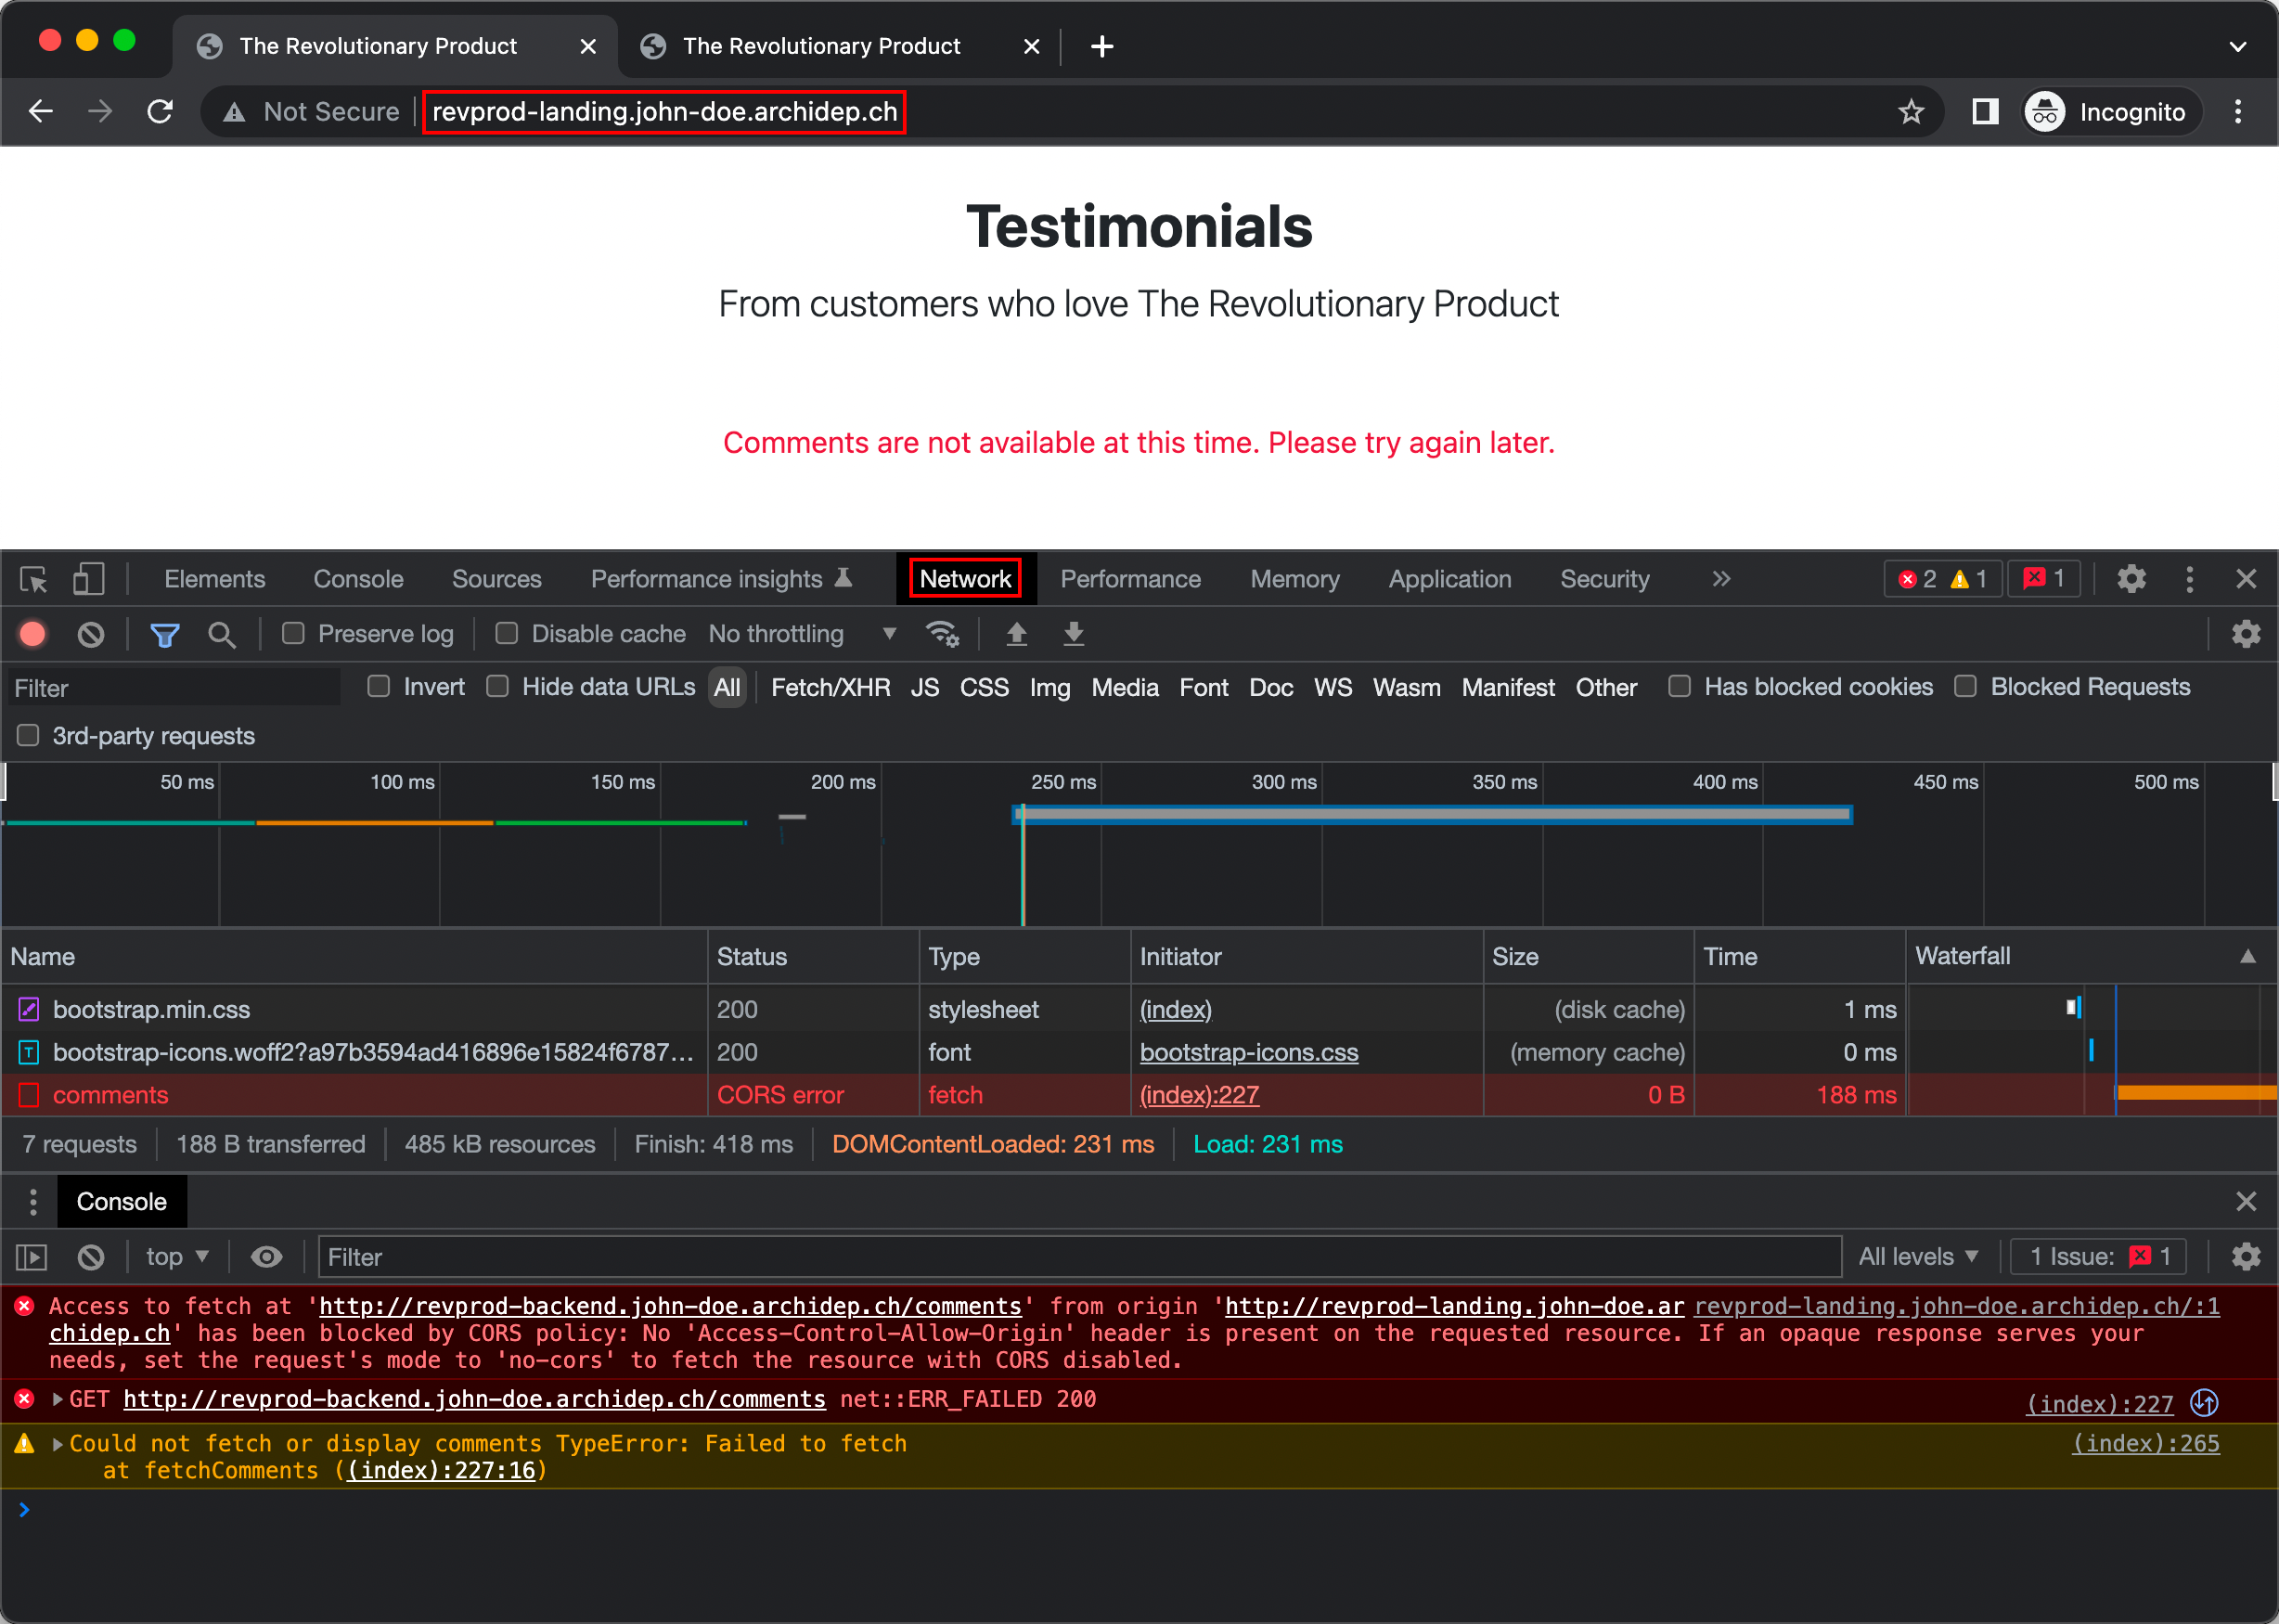 The Revolutionary Product
The Revolutionary Product
Not Secure revprod-landing.john-doe.archidep.ch Incognito
Testimonials
From customers who love The Revolutionary Product
Comments are not available at this time. Please try again later.
Elements Console Sources Performance insights Network Performance Memory Application Security » 2 1 1
Preserve log Disable cache No throttling
Filter Invert Hide data URLs All Fetch/XHR JS CSS Img Media Font Doc WS Wasm Manifest Other Has blocked cookies Blocked Requests
3rd-party requests
50 ms 100 ms 150 ms 200 ms 250 ms 300 ms 350 ms 400 ms 450 ms 500 ms
Name Status Type Initiator Size Time Waterfall
bootstrap.min.css 200 stylesheet (index) (disk cache) 1 ms
bootstrap-icons.woff2?a97b3594ad416896e15824f6787... 200 font bootstrap-icons.css (memory cache) 0 ms
comments CORS error fetch (index):227 0 B 188 ms
7 requests 188 B transferred 485 kB resources Finish: 418 ms DOMContentLoaded: 231 ms Load: 231 ms
Console
top Filter All levels 1 Issue: 1
Access to fetch at 'http://revprod-backend.john-doe.archidep.ch/comments' from origin 'http://revprod-landing.john-doe.ar revprod-landing.john-doe.archidep.ch/:1
chidep.ch' has been blocked by CORS policy: No 'Access-Control-Allow-Origin' header is present on the requested resource. If an opaque response serves your
needs, set the request's mode to 'no-cors' to fetch the resource with CORS disabled.
GET http://revprod-backend.john-doe.archidep.ch/comments net::ERR_FAILED 200 (index):227
Could not fetch or display comments TypeError: Failed to fetch (index):265
at fetchComments ((index):227:16)